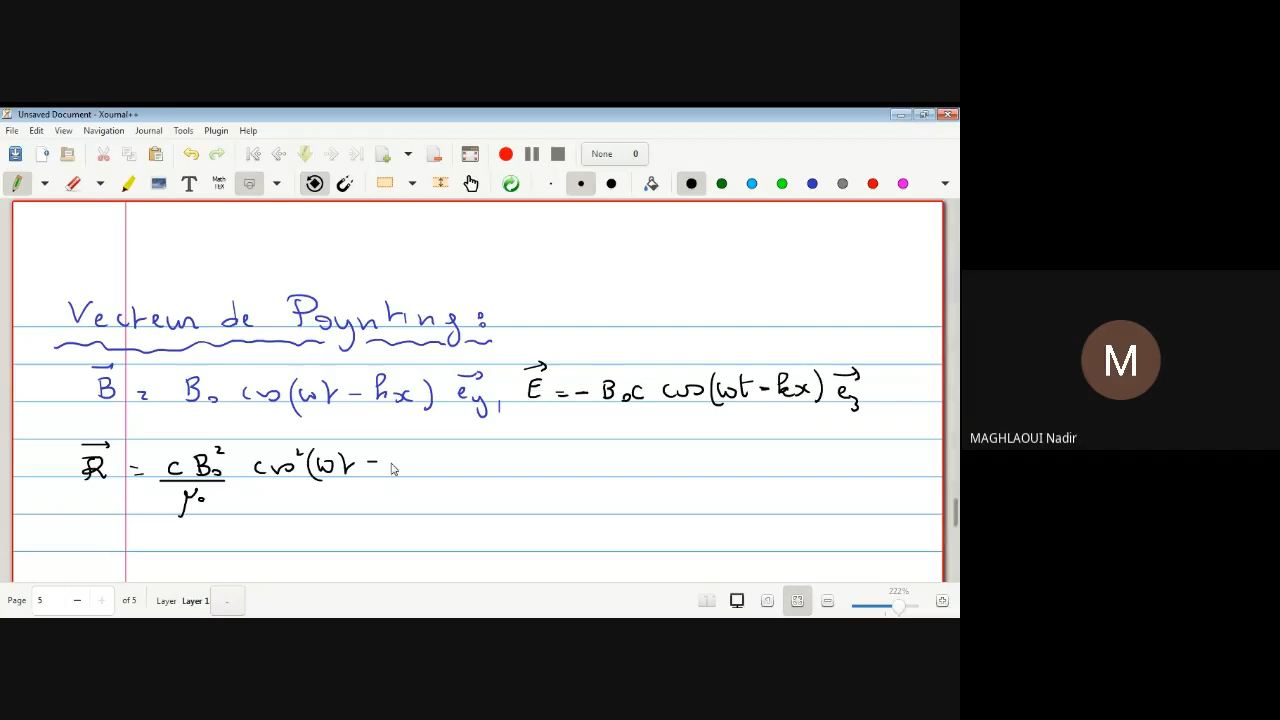 Unsaved Document - Xournal++
File Edit View Navigation Journal Tools Plugin Help
None 0
Vecteur de Poynting :
B⃗ = B₀ cos(ωt - kx) e⃗y, E⃗ = - B₀c cos(ωt - kx) e⃗z
R⃗ = cB₀²/μ₀ cos²(ωt -
M
MAGHLAOUI Nadir
Page 5 of 5 Layer Layer 1
222%